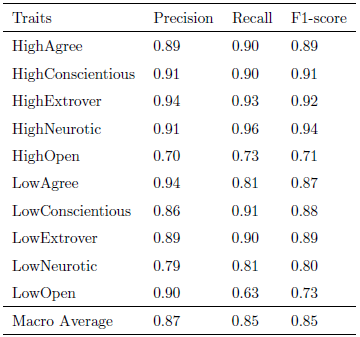 Traits Precision Recall F1-score
HighAgree 0.89 0.90 0.89
HighConscientious 0.91 0.90 0.91
HighExtrover 0.94 0.93 0.92
HighNeurotic 0.91 0.96 0.94
HighOpen 0.70 0.73 0.71
LowAgree 0.94 0.81 0.87
LowConscientious 0.86 0.91 0.88
LowExtrover 0.89 0.90 0.89
LowNeurotic 0.79 0.81 0.80
LowOpen 0.90 0.63 0.73
Macro Average 0.87 0.85 0.85